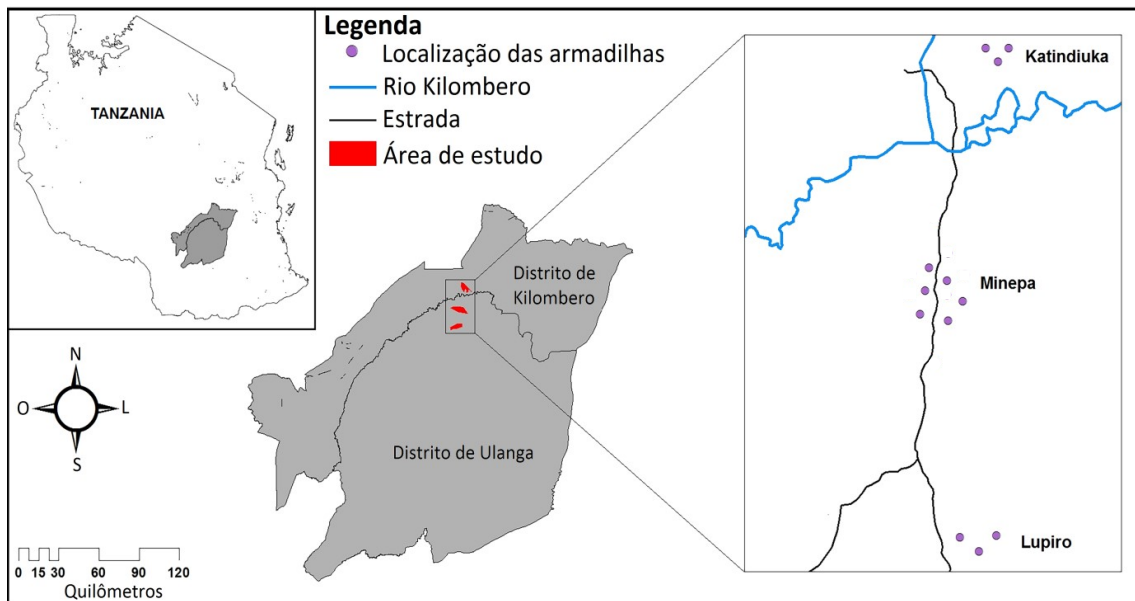 TANZANIA
Legenda
Localização das armadilhas
Rio Kilombero
Estrada
Área de estudo
Katindiuka
Minepa
Lupiro
Distrito de
Kilombero
Distrito de Ulanga
N
O
L
S
0 15 30 60 90 120
Quilômetros